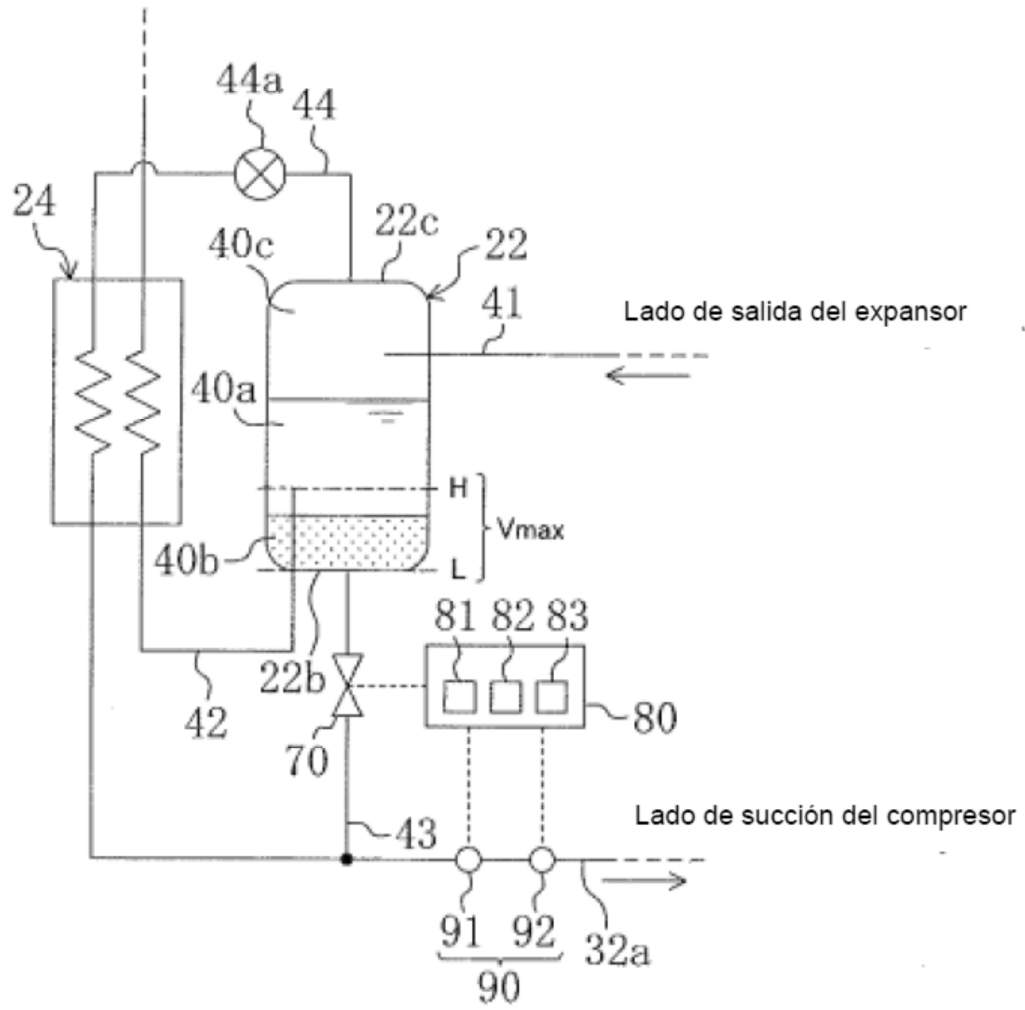 44a
44
24
40c
22c
22
41
Lado de salida del expansor
40a
H
Vmax
40b
L
81 82 83
22b
42
70
80
43
Lado de succión del compresor
91 92
32a
90